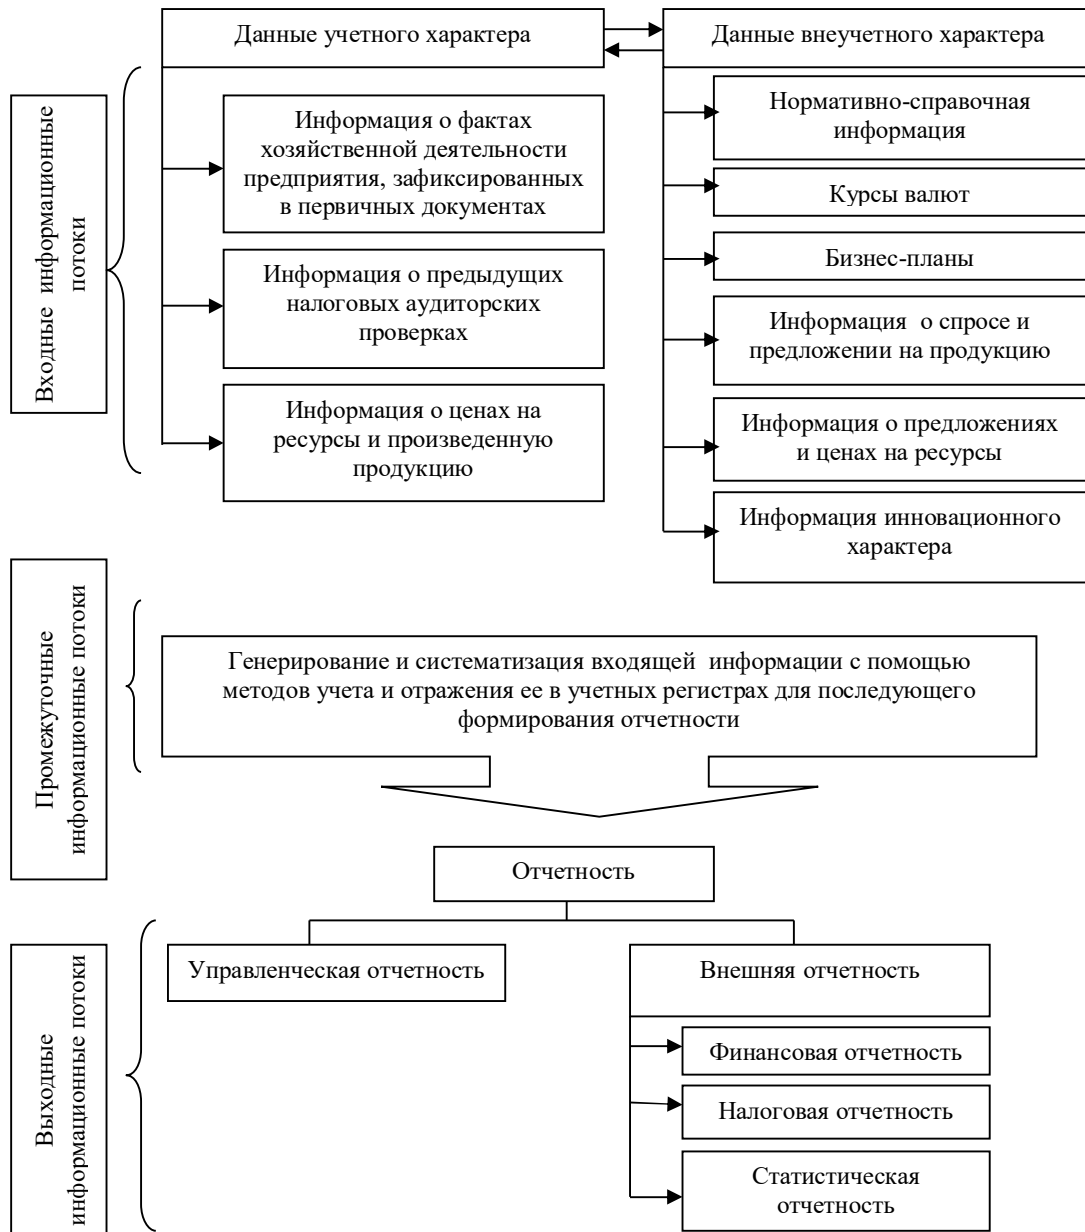 Данные учетного характера
Данные внеучетного характера
Входные информационные
потоки
Информация о фактах
хозяйственной деятельности
предприятия, зафиксированных
в первичных документах
Информация о предыдущих
налоговых аудиторских
проверках
Информация о ценах на
ресурсы и произведенную
продукцию
Нормативно-справочная
информация
Курсы валют
Бизнес-планы
Информация о спросе и
предложении на продукцию
Информация о предложениях
и ценах на ресурсы
Информация инновационного
характера
Промежуточные
информационные потоки
Генерирование и систематизация входящей информации с помощью
методов учета и отражения ее в учетных регистрах для последующего
формирования отчетности
Отчетность
Выходные
информационные потоки
Управленческая отчетность
Внешняя отчетность
Финансовая отчетность
Налоговая отчетность
Статистическая
отчетность